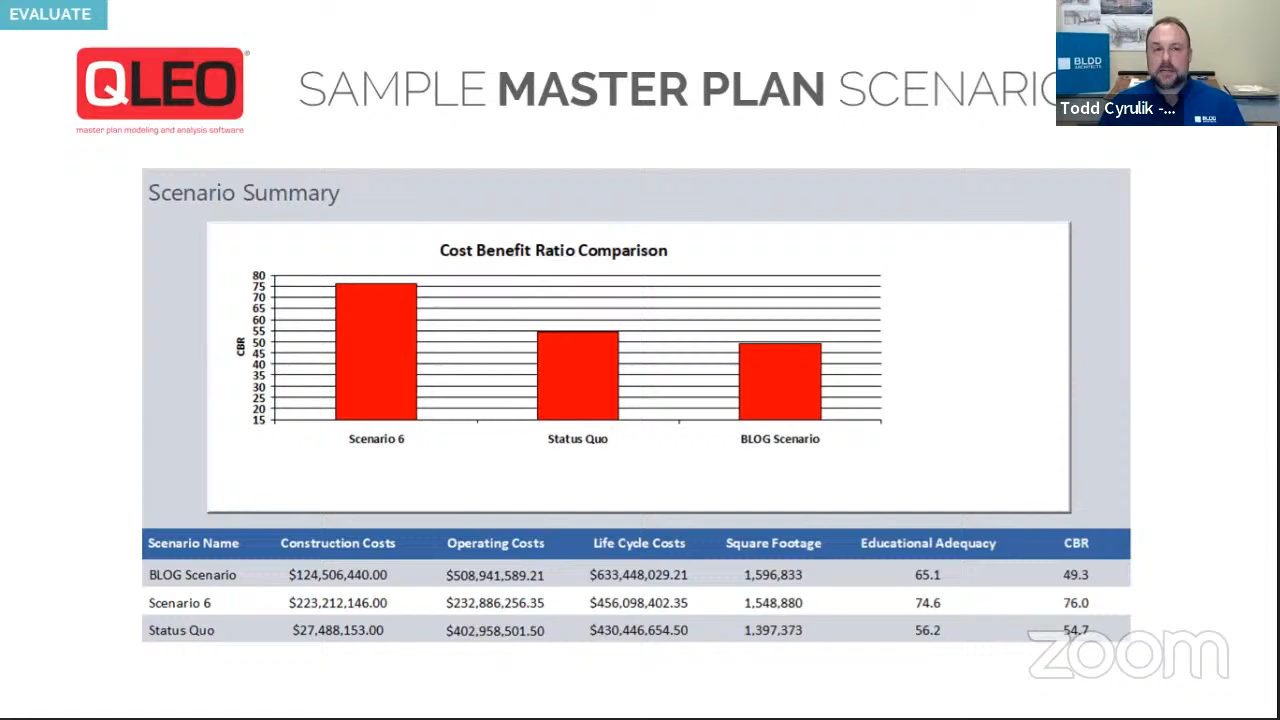 EVALUATE
QLEO®
master plan modeling and analysis software
SAMPLE MASTER PLAN SCENARIO
BLDD
ARCHITECTS
Todd Cyrulik -...
BLDD
Scenario Summary
Cost Benefit Ratio Comparison
80
75
70
65
60
55
50
45
40
35
30
25
20
15
CBR
Scenario 6 Status Quo BLOG Scenario
Scenario Name Construction Costs Operating Costs Life Cycle Costs Square Footage Educational Adequacy CBR
BLOG Scenario $124,506,440.00 $508,941,589.21 $633,448,029.21 1,596,833 65.1 49.3
Scenario 6 $223,212,146.00 $232,886,256.35 $456,098,402.35 1,548,880 74.6 76.0
Status Quo $27,488,153.00 $402,958,501.50 $430,446,654.50 1,397,373 56.2 54.7
zoom